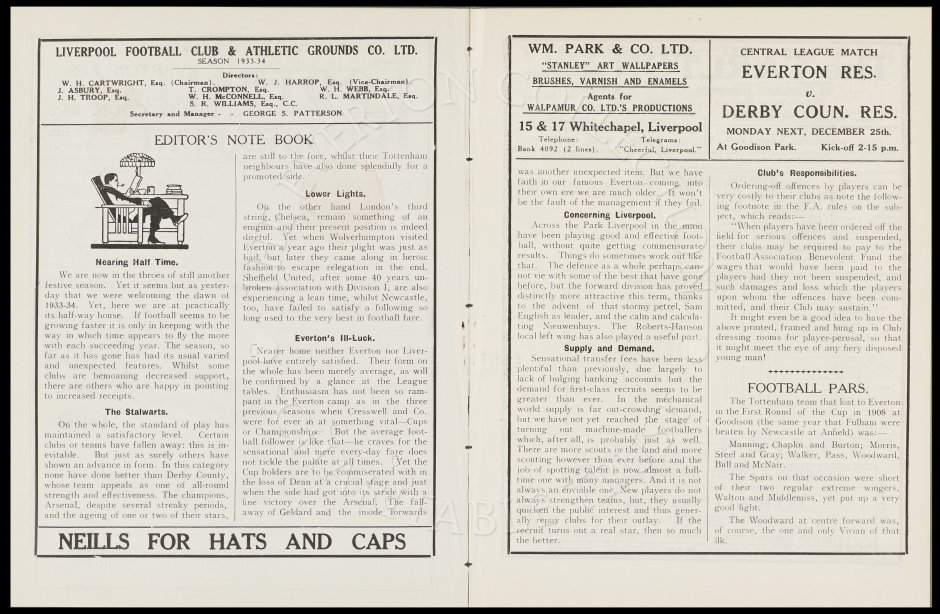 LIVERPOOL FOOTBALL CLUB & ATHLETIC GROUNDS CO. LTD.
SEASON 1933-34
Directors:
W. H. CARTWRIGHT, Esq. (Chairman). W. J. HARROP, Esq. (Vice-Chairman).
J. ASBURY, Esq. T. CROMPTON, Esq. W. H. WEBB, Esq.
J. H. TROOP, Esq. W. H. McCONNELL, Esq. R. L. MARTINDALE, Esq.
S. R. WILLIAMS, Esq., C.C.
Secretary and Manager - - GEORGE S. PATTERSON
EDITOR'S NOTE BOOK
Nearing Half Time.
We are now in the throes of still another
festive season. Yet it seems but as yester-
day that we were welcoming the dawn of
1933-34. Yet, here we are at practically
its half-way house. If football seems to be
growing faster it is only in keeping with the
way in which time appears to fly the more
with each succeeding year. The season, so
far as it has gone has had its usual varied
and unexpected features. Whilst some
clubs are bemoaning decreased support,
there are others who are happy in pointing
to increased receipts.
The Stalwarts.
On the whole, the standard of play has
maintained a satisfactory level. Certain
clubs or teams have fallen away: this is in-
evitable. But just as surely others have
shown an advance in form. In this category
none have done better than Derby County,
whose team appeals as one of all-round
strength and effectiveness. The champions,
Arsenal, despite several streaky periods,
and the ageing of one or two of their stars,
are still to the fore, whilst their Tottenham
neighbours have also done splendidly for a
promoted side.
Lower Lights.
On the other hand London's third
string, Chelsea, remain something of an
enigma and their present position is indeed
direful. Yet when Wolverhampton visited
Everton a year ago their plight was just as
bad, but later they came along in heroic
fashion to escape relegation in the end.
Sheffield United, after some 40 years un-
broken association with Division I, are also
experiencing a lean time, whilst Newcastle,
too, have failed to satisfy a following so
long used to the very best in football fare.
Everton's Ill-Luck.
Nearer home neither Everton nor Liver-
pool have entirely satisfied. Their form on
the whole has been merely average, as will
be confirmed by a glance at the League
tables. Enthusiasm has not been so ram-
pant in the Everton camp as in the three
previous seasons when Cresswell and Co.
were for ever in at something vital—Cups
or Championships. But the average foot-
ball follower is like that—he craves for the
sensational and mere every-day fare does
not tickle the palate at all times. Yet the
Cup holders are to be commiserated with in
the loss of Dean at a crucial stage and just
when the side had got into its stride with a
fine victory over the Arsenal. The fall-
away of Geldard and the inside forwards
NEILLS FOR HATS AND CAPS
WM. PARK & CO. LTD.
"STANLEY" ART WALLPAPERS
BRUSHES, VARNISH AND ENAMELS
Agents for
WALPAMUR CO. LTD.'S PRODUCTIONS
15 & 17 Whitechapel, Liverpool
Telephone: Telegrams:
Bank 4092 (2 lines). "Cheerful, Liverpool."
CENTRAL LEAGUE MATCH
EVERTON RES.
v.
DERBY COUN. RES.
MONDAY NEXT, DECEMBER 25th.
At Goodison Park. Kick-off 2-15 p.m.
was another unexpected item. But we have
faith in our famous Everton coming into
their own ere we are much older. It won't
be the fault of the management if they fail.
Concerning Liverpool.
Across the Park Liverpool in the main
have been playing good and effective foot-
ball, without quite getting commensurate
results. Things do sometimes work out like
that. The defence as a whole perhaps can-
not vie with some of the best that have gone
before, but the forward division has proved
distinctly more attractive this term, thanks
to the advent of that stormy petrel, Sam
English as leader, and the calm and calcula-
ting Nieuwenhuys. The Roberts-Hanson
local left wing has also played a useful part.
Supply and Demand.
Sensational transfer fees have been less
plentiful than previously, due largely to
lack of bulging banking accounts but the
demand for first-class recruits seems to be
greater than ever. In the mechanical
world supply is far out-crowding demand,
but we have not yet reached the stage of
turning out machine-made footballers
which, after all, is probably just as well.
There are more scouts in the land and more
scouting however than ever before and the
job of spotting talent is now almost a full-
time one with many managers. And it is not
always an enviable one. New players do not
always strengthen teams, but, they usually
quicken the public interest and thus gener-
ally repay clubs for their outlay. If the
recruit turns out a real star, then so much
the better.
Club's Responsibilities.
Ordering-off offences by players can be
very costly to their clubs as note the follow-
ing footnote in the F.A. rules on the sub-
ject, which reads:—
"When players have been ordered off the
field for serious offences and suspended,
their clubs may be required to pay to the
Football Association Benevolent Fund the
wages that would have been paid to the
players had they not been suspended, and
such damages and loss which the players
upon whom the offences have been com-
mitted, and their Club may sustain."
It might even be a good idea to have the
above printed, framed and hung up in Club
dressing rooms for player-perusal, so that
it might meet the eye of any fiery disposed
young man!
FOOTBALL PARS.
The Tottenham team that lost to Everton
in the First Round of the Cup in 1908 at
Goodison (the same year that Fulham were
beaten by Newcastle at Anfield) was:—
Manning; Chaplin and Burton; Morris,
Steel and Gray; Walker, Pass, Woodward,
Bull and McNair.
The Spurs on that occasion were short
of their two regular extreme wingers,
Walton and Middlemiss, yet put up a very
good fight.
The Woodward at centre forward was,
of course, the one and only Vivian of that
ilk.